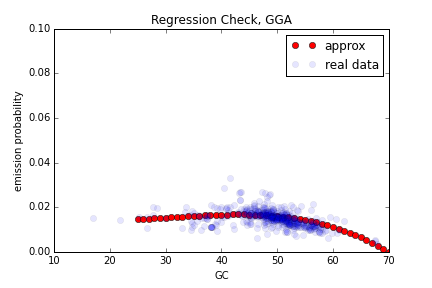 Regression Check, GGA
0.10
approx
real data
0.08
0.06
emission probability
0.04
0.02
0.00
10 20 30 40 50 60 70
GC